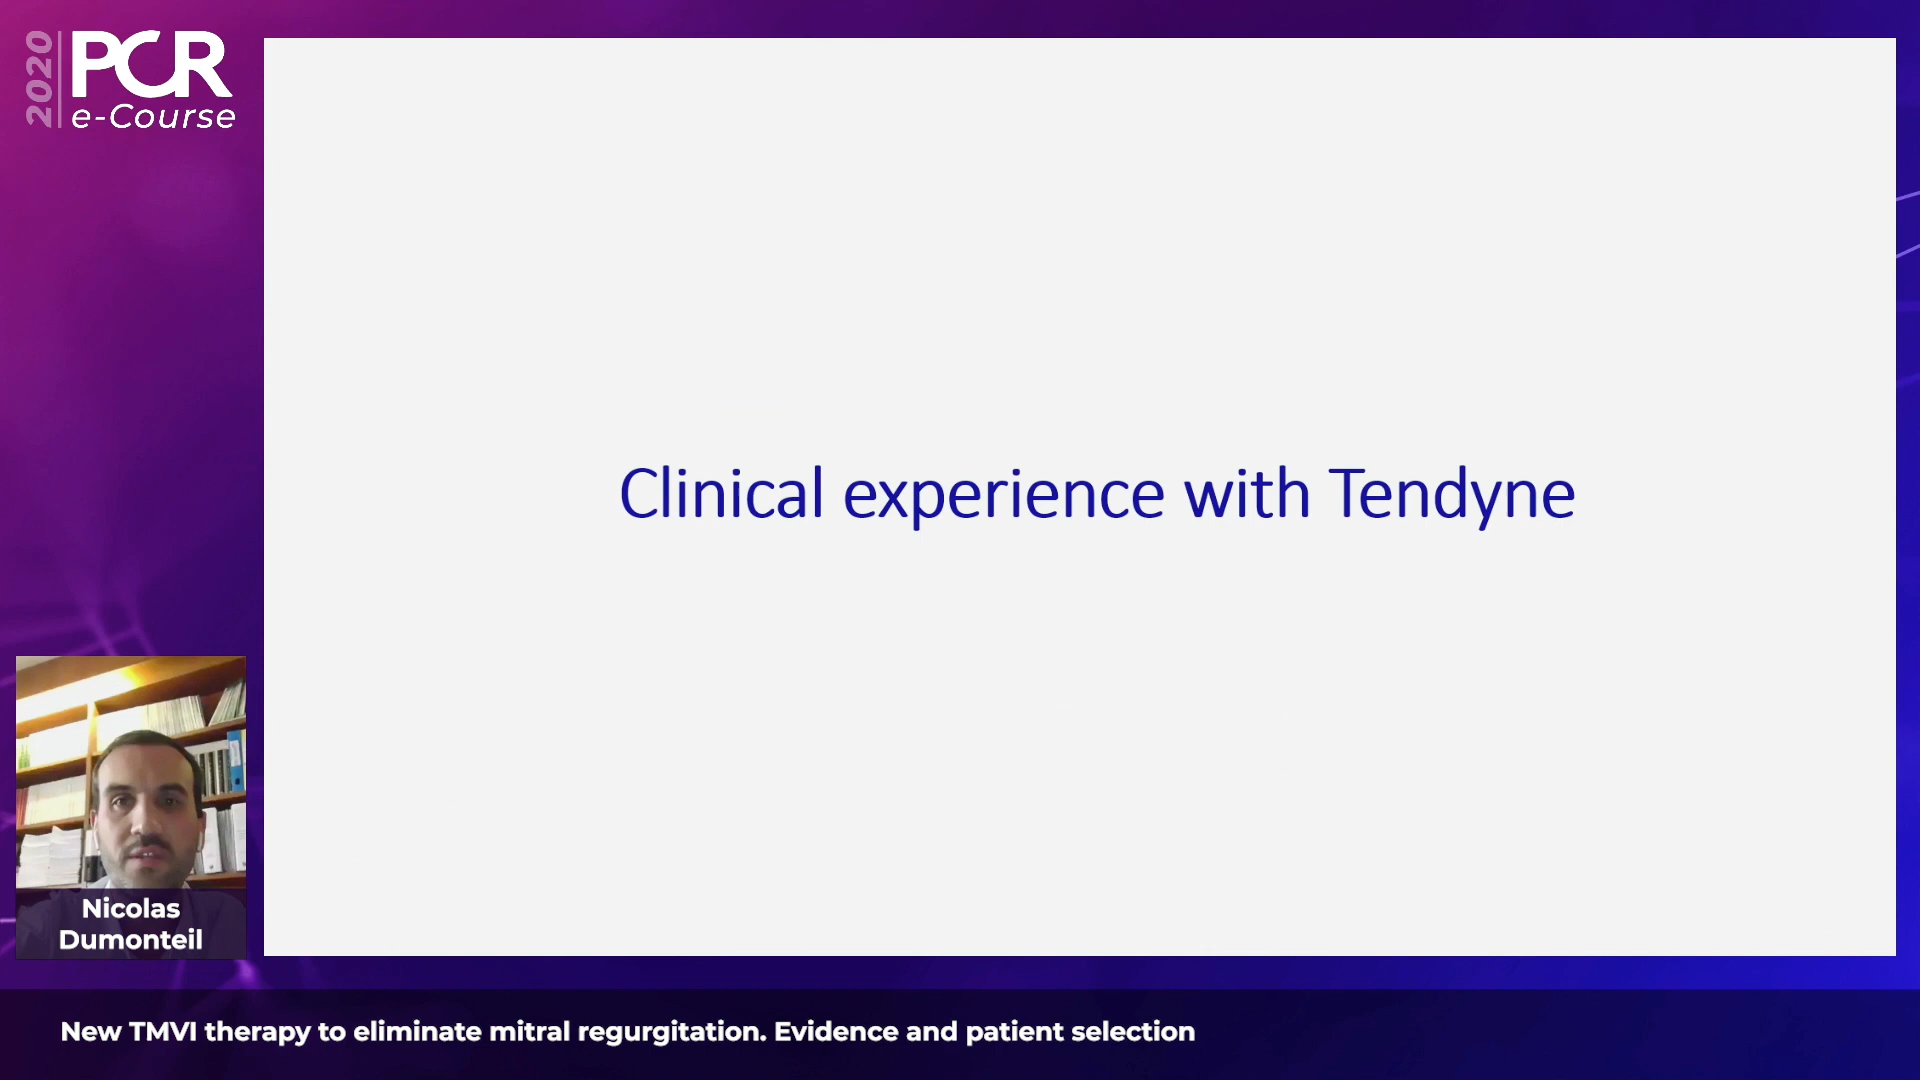 2020
PCR
e-Course
Clinical experience with Tendyne
Nicolas
Dumonteil
New TMVI therapy to eliminate mitral regurgitation. Evidence and patient selection